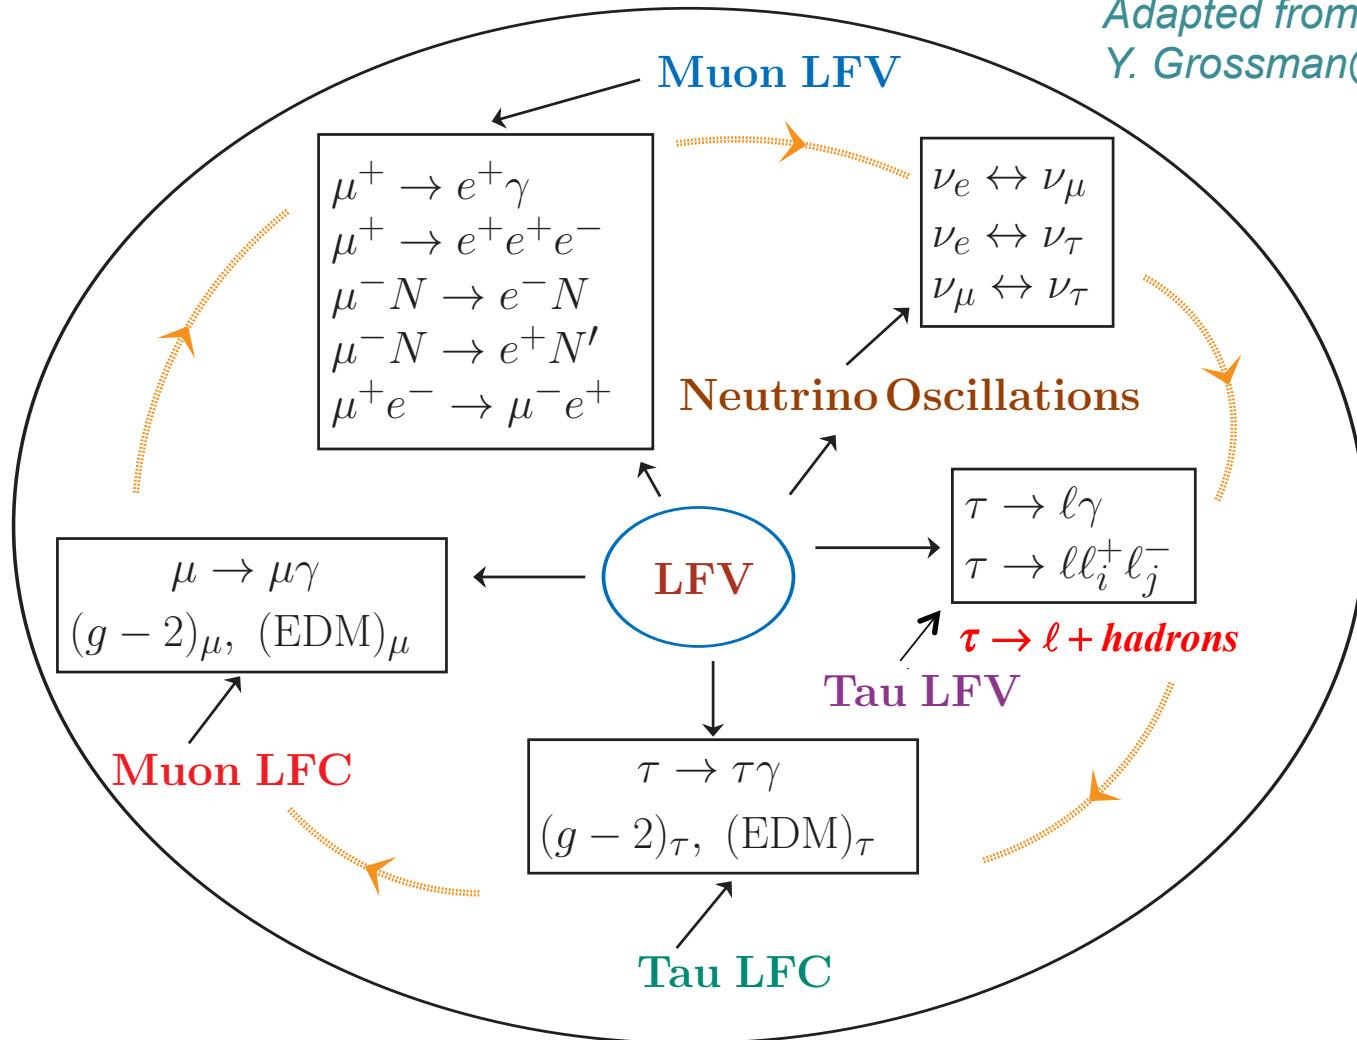 Adapted from
Y. Grossman(
Muon LFV
μ⁺ → e⁺γ
μ⁺ → e⁺e⁺e⁻
μ⁻N → e⁻N
μ⁻N → e⁺N′
μ⁺e⁻ → μ⁻e⁺
ν_e ↔ ν_μ
ν_e ↔ ν_τ
ν_μ ↔ ν_τ
Neutrino Oscillations
LFV
τ → ℓγ
τ → ℓℓ_i⁺ℓ_j⁻
τ → ℓ + hadrons
Tau LFV
μ → μγ
(g − 2)_μ, (EDM)_μ
Muon LFC
τ → τγ
(g − 2)_τ, (EDM)_τ
Tau LFC